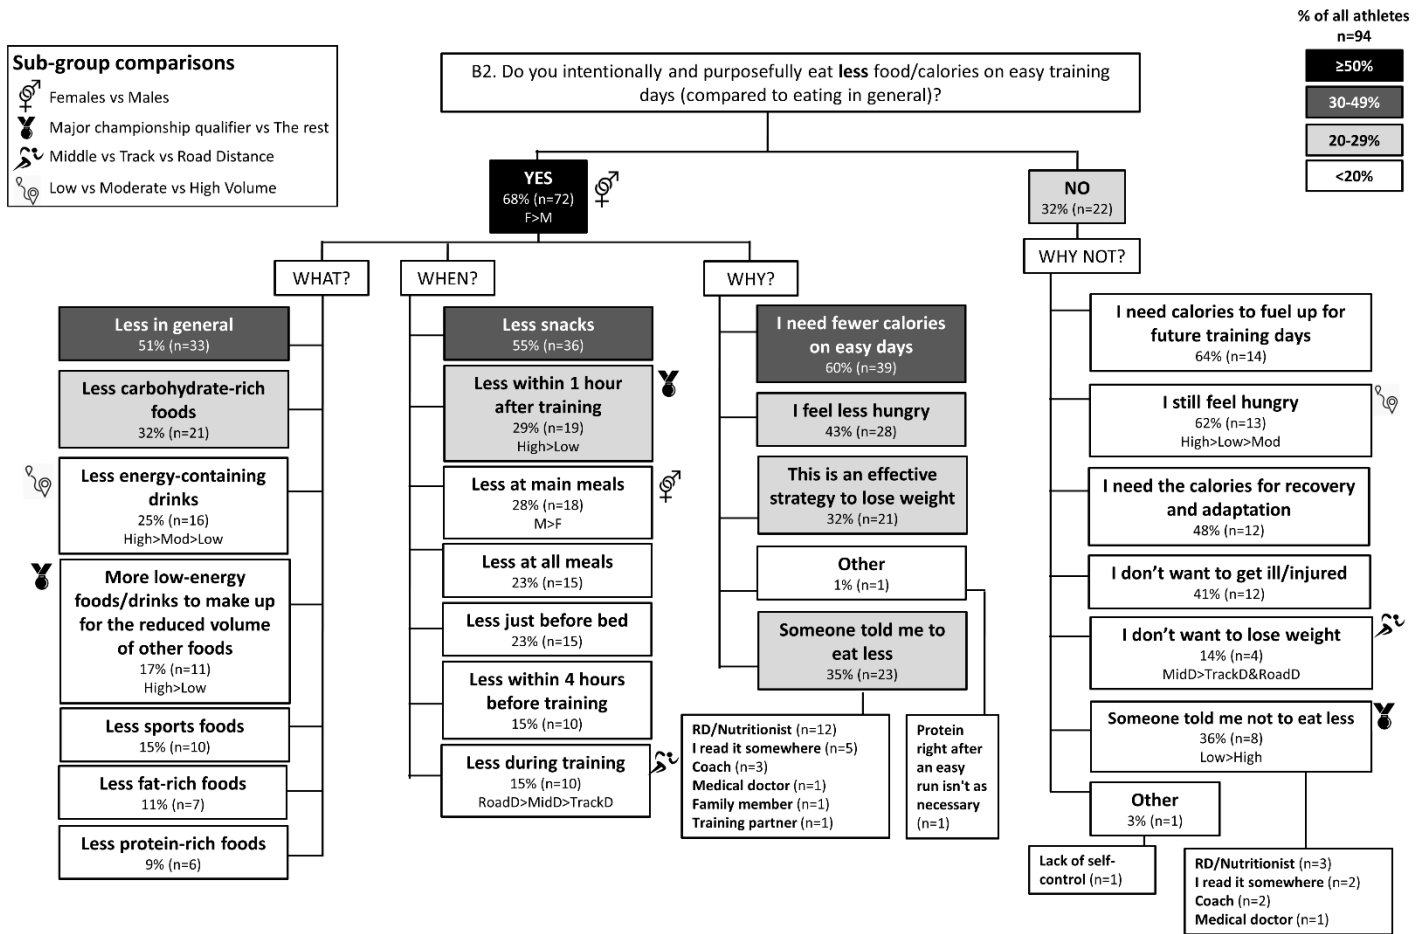 Sub-group comparisons
Females vs Males
Major championship qualifier vs The rest
Middle vs Track vs Road Distance
Low vs Moderate vs High Volume
B2. Do you intentionally and purposefully eat less food/calories on easy training
days (compared to eating in general)?
% of all athletes
n=94
≥50%
30-49%
20-29%
<20%
YES
68% (n=72)
F>M
NO
32% (n=22)
WHAT?
Less in general
51% (n=33)
Less carbohydrate-rich
foods
32% (n=21)
Less energy-containing
drinks
25% (n=16)
High>Mod>Low
More low-energy
foods/drinks to make up
for the reduced volume
of other foods
17% (n=11)
High>Low
Less sports foods
15% (n=10)
Less fat-rich foods
11% (n=7)
Less protein-rich foods
9% (n=6)
WHEN?
Less snacks
55% (n=36)
Less within 1 hour
after training
29% (n=19)
High>Low
Less at main meals
28% (n=18)
M>F
Less at all meals
23% (n=15)
Less just before bed
23% (n=15)
Less within 4 hours
before training
15% (n=10)
Less during training
15% (n=10)
RoadD>MidD>TrackD
WHY?
I need fewer calories
on easy days
60% (n=39)
I feel less hungry
43% (n=28)
This is an effective
strategy to lose weight
32% (n=21)
Other
1% (n=1)
Someone told me to
eat less
35% (n=23)
RD/Nutritionist (n=12)
I read it somewhere (n=5)
Coach (n=3)
Medical doctor (n=1)
Family member (n=1)
Training partner (n=1)
Protein
right after
an easy
run isn't as
necessary
(n=1)
WHY NOT?
I need calories to fuel up for
future training days
64% (n=14)
I still feel hungry
62% (n=13)
High>Low>Mod
I need the calories for recovery
and adaptation
48% (n=12)
I don't want to get ill/injured
41% (n=12)
I don't want to lose weight
14% (n=4)
MidD>TrackD&RoadD
Someone told me not to eat less
36% (n=8)
Low>High
Other
3% (n=1)
Lack of self-
control (n=1)
RD/Nutritionist (n=3)
I read it somewhere (n=2)
Coach (n=2)
Medical doctor (n=1)